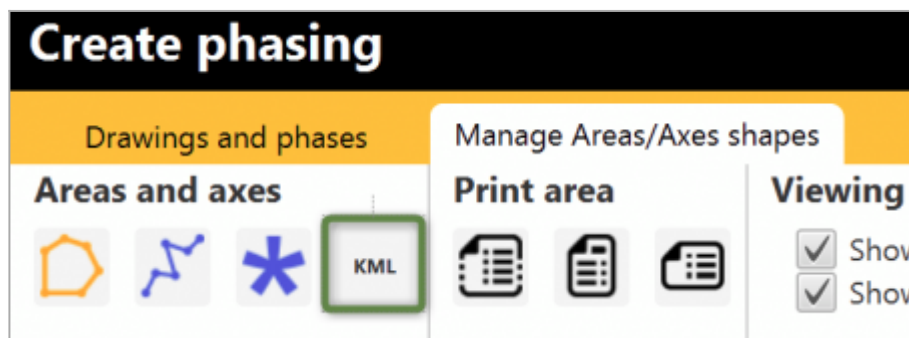 Create phasing
Drawings and phases
Manage Areas/Axes shapes
Areas and axes
Print area
Viewing
KML